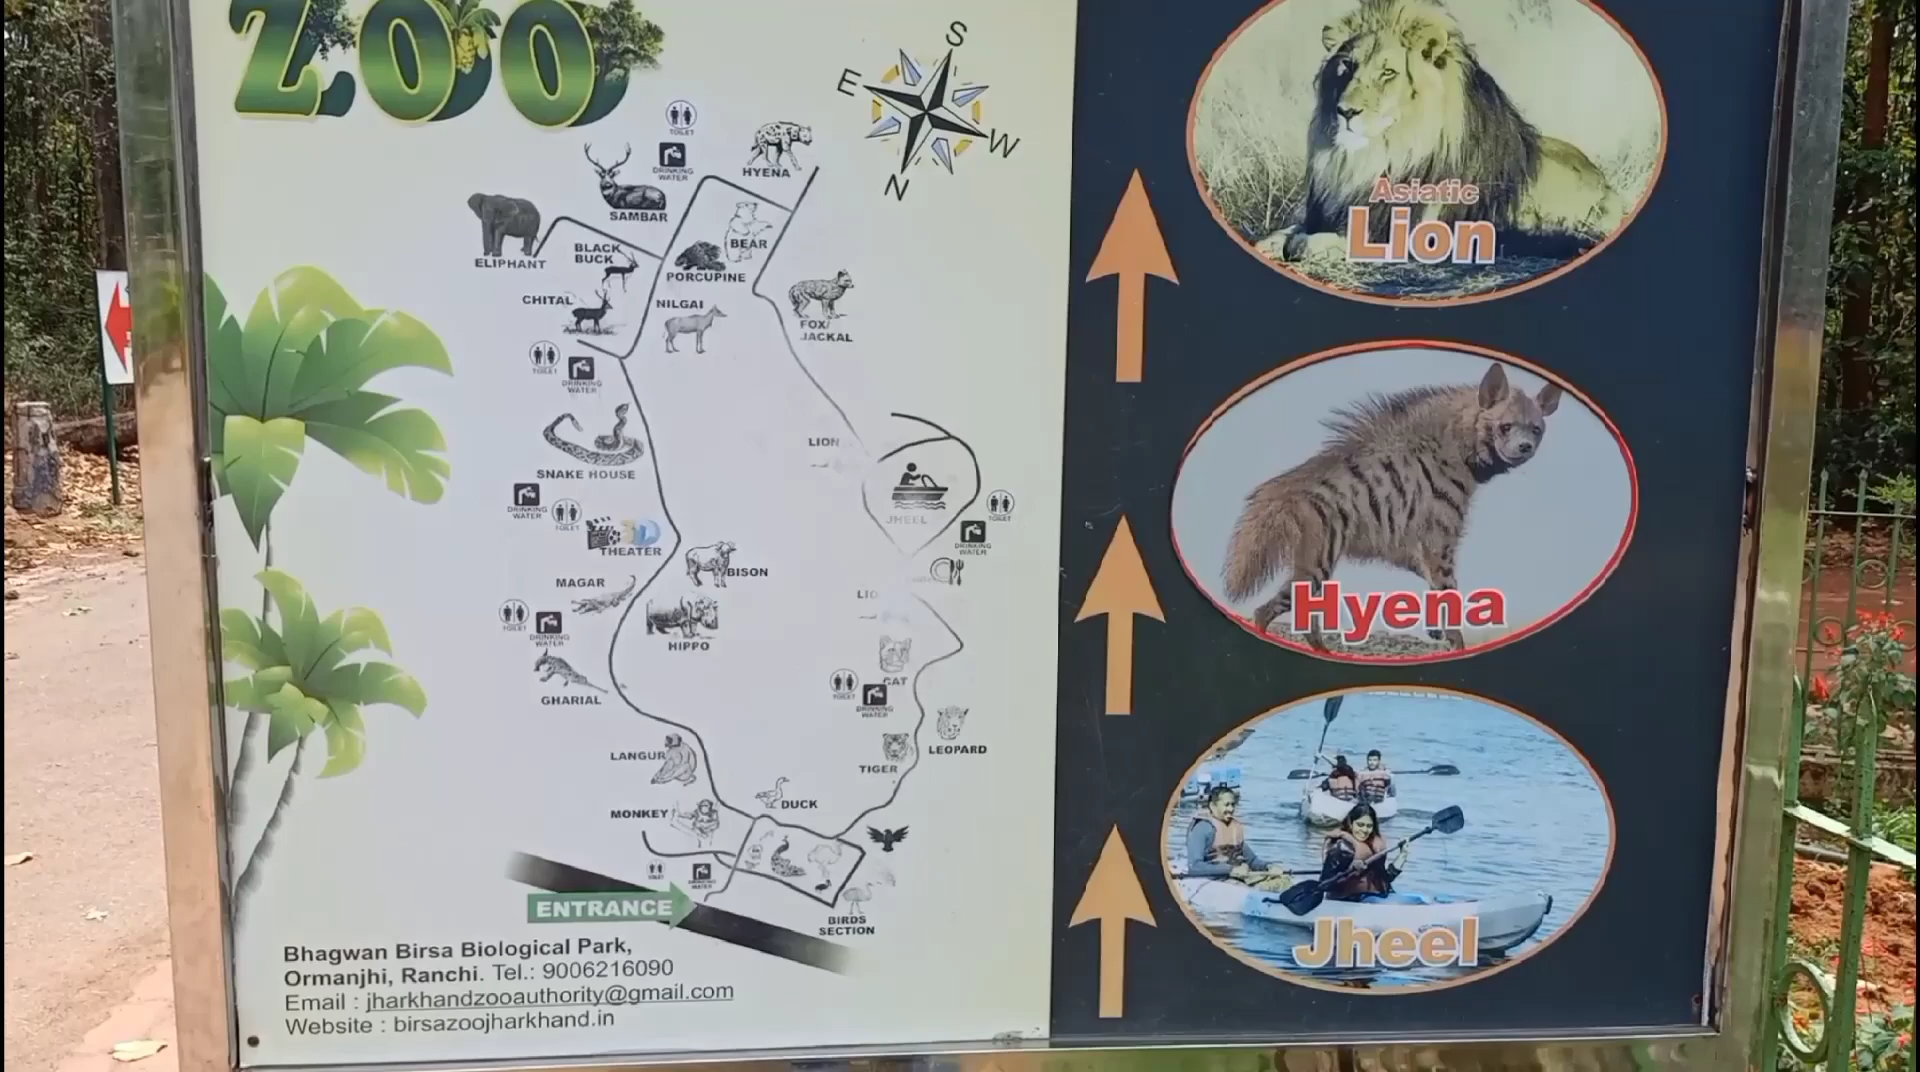 ZOO
S
E
W
N
TOILET
DRINKING
WATER
HYENA
SAMBAR
ELIPHANT
BLACK
BUCK
BEAR
PORCUPINE
CHITAL
NILGAI
FOX/
JACKAL
TOILET
DRINKING
WATER
LION
SNAKE HOUSE
JHEEL
DRINKING
WATER
TOILET
TOILET
DRINKING
WATER
3D
THEATER
BISON
MAGAR
TOILET
DRINKING
WATER
HIPPO
CAT
GHARIAL
TOILET
DRINKING
WATER
LANGUR
LEOPARD
TIGER
DUCK
MONKEY
TOILET
DRINKING
WATER
ENTRANCE
BIRDS
SECTION
Bhagwan Birsa Biological Park,
Ormanjhi, Ranchi. Tel.: 9006216090
Email : jharkhandzooauthority@gmail.com
Website : birsazoojharkhand.in
Asiatic
Lion
Hyena
Jheel